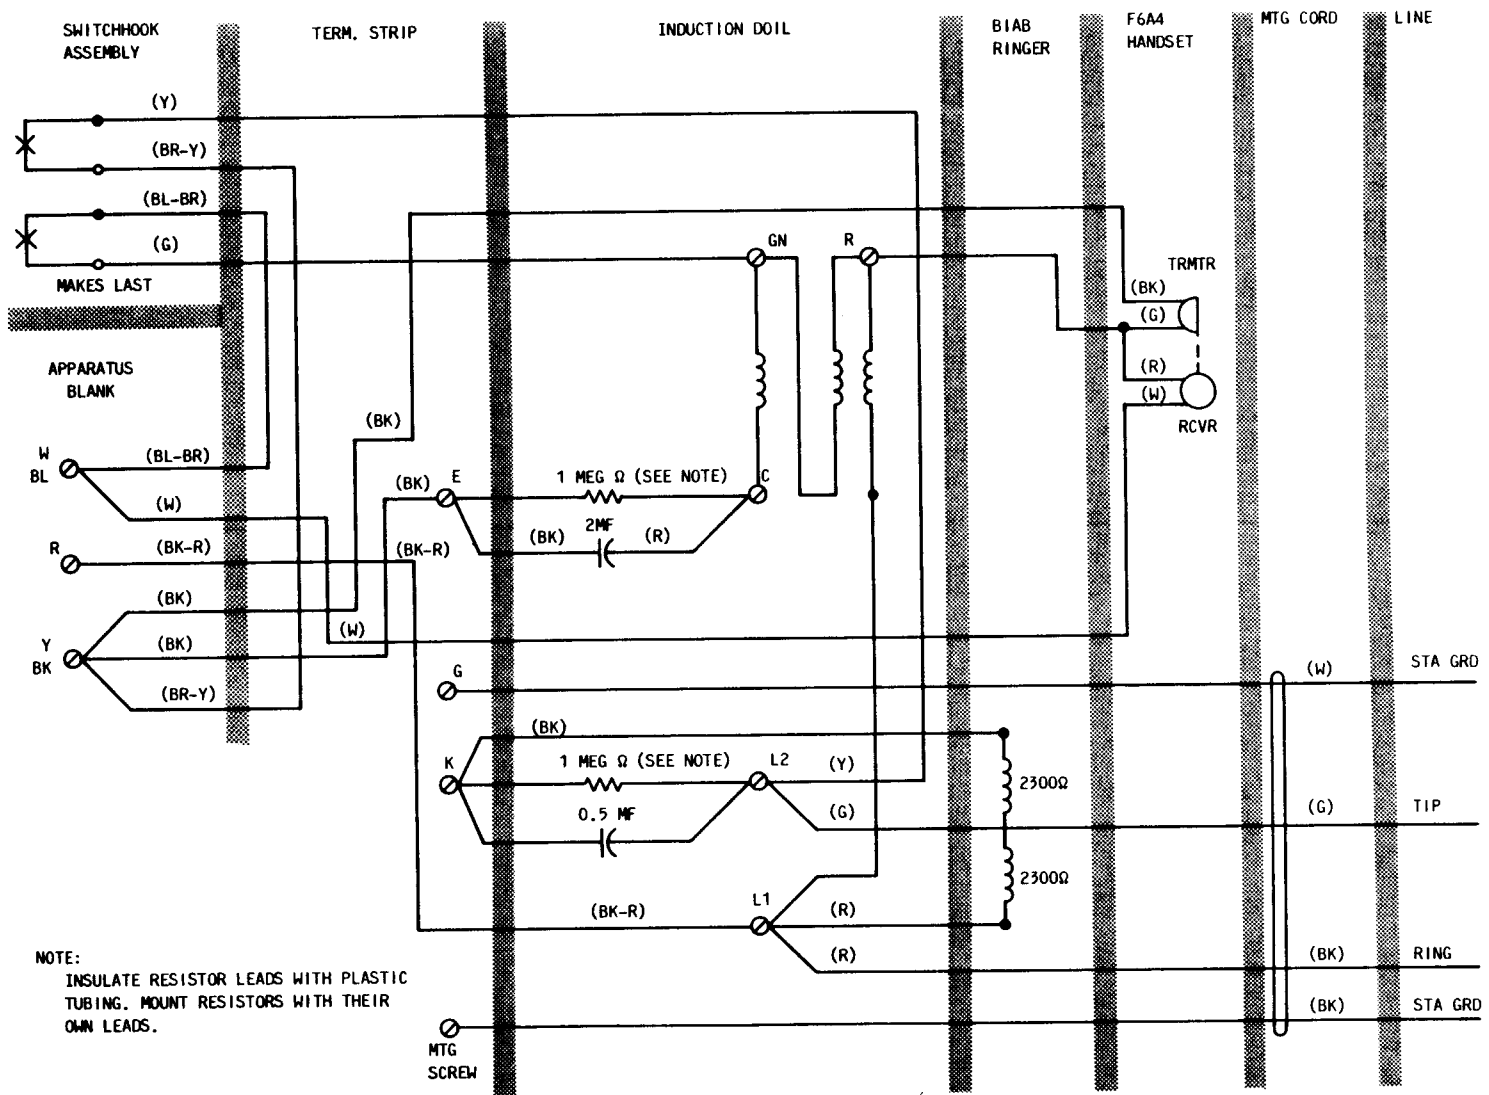 SWITCHHOOK
ASSEMBLY
TERM. STRIP
INDUCTION DOIL
BIAB
RINGER
F6A4
HANDSET
MTG CORD
LINE
(Y)
(BR-Y)
(BL-BR)
(G)
MAKES LAST
GN
R
TRMTR
(BK)
(G)
(R)
(W)
RCVR
APPARATUS
BLANK
(BK)
W
BL
(BL-BR)
(W)
(BK)
E
1 MEG Ω (SEE NOTE)
C
2MF
(BK)
(R)
R
(BK-R)
(BK-R)
(BK)
(W)
Y
BK
(BK)
(BR-Y)
G
(W)
STA GRD
(BK)
K
1 MEG Ω (SEE NOTE)
L2
(Y)
2300Ω
0.5 MF
(G)
(G)
TIP
2300Ω
L1
(BK-R)
(R)
(R)
(BK)
RING
NOTE:
INSULATE RESISTOR LEADS WITH PLASTIC
TUBING. MOUNT RESISTORS WITH THEIR
OWN LEADS.
(BK)
STA GRD
MTG
SCREW